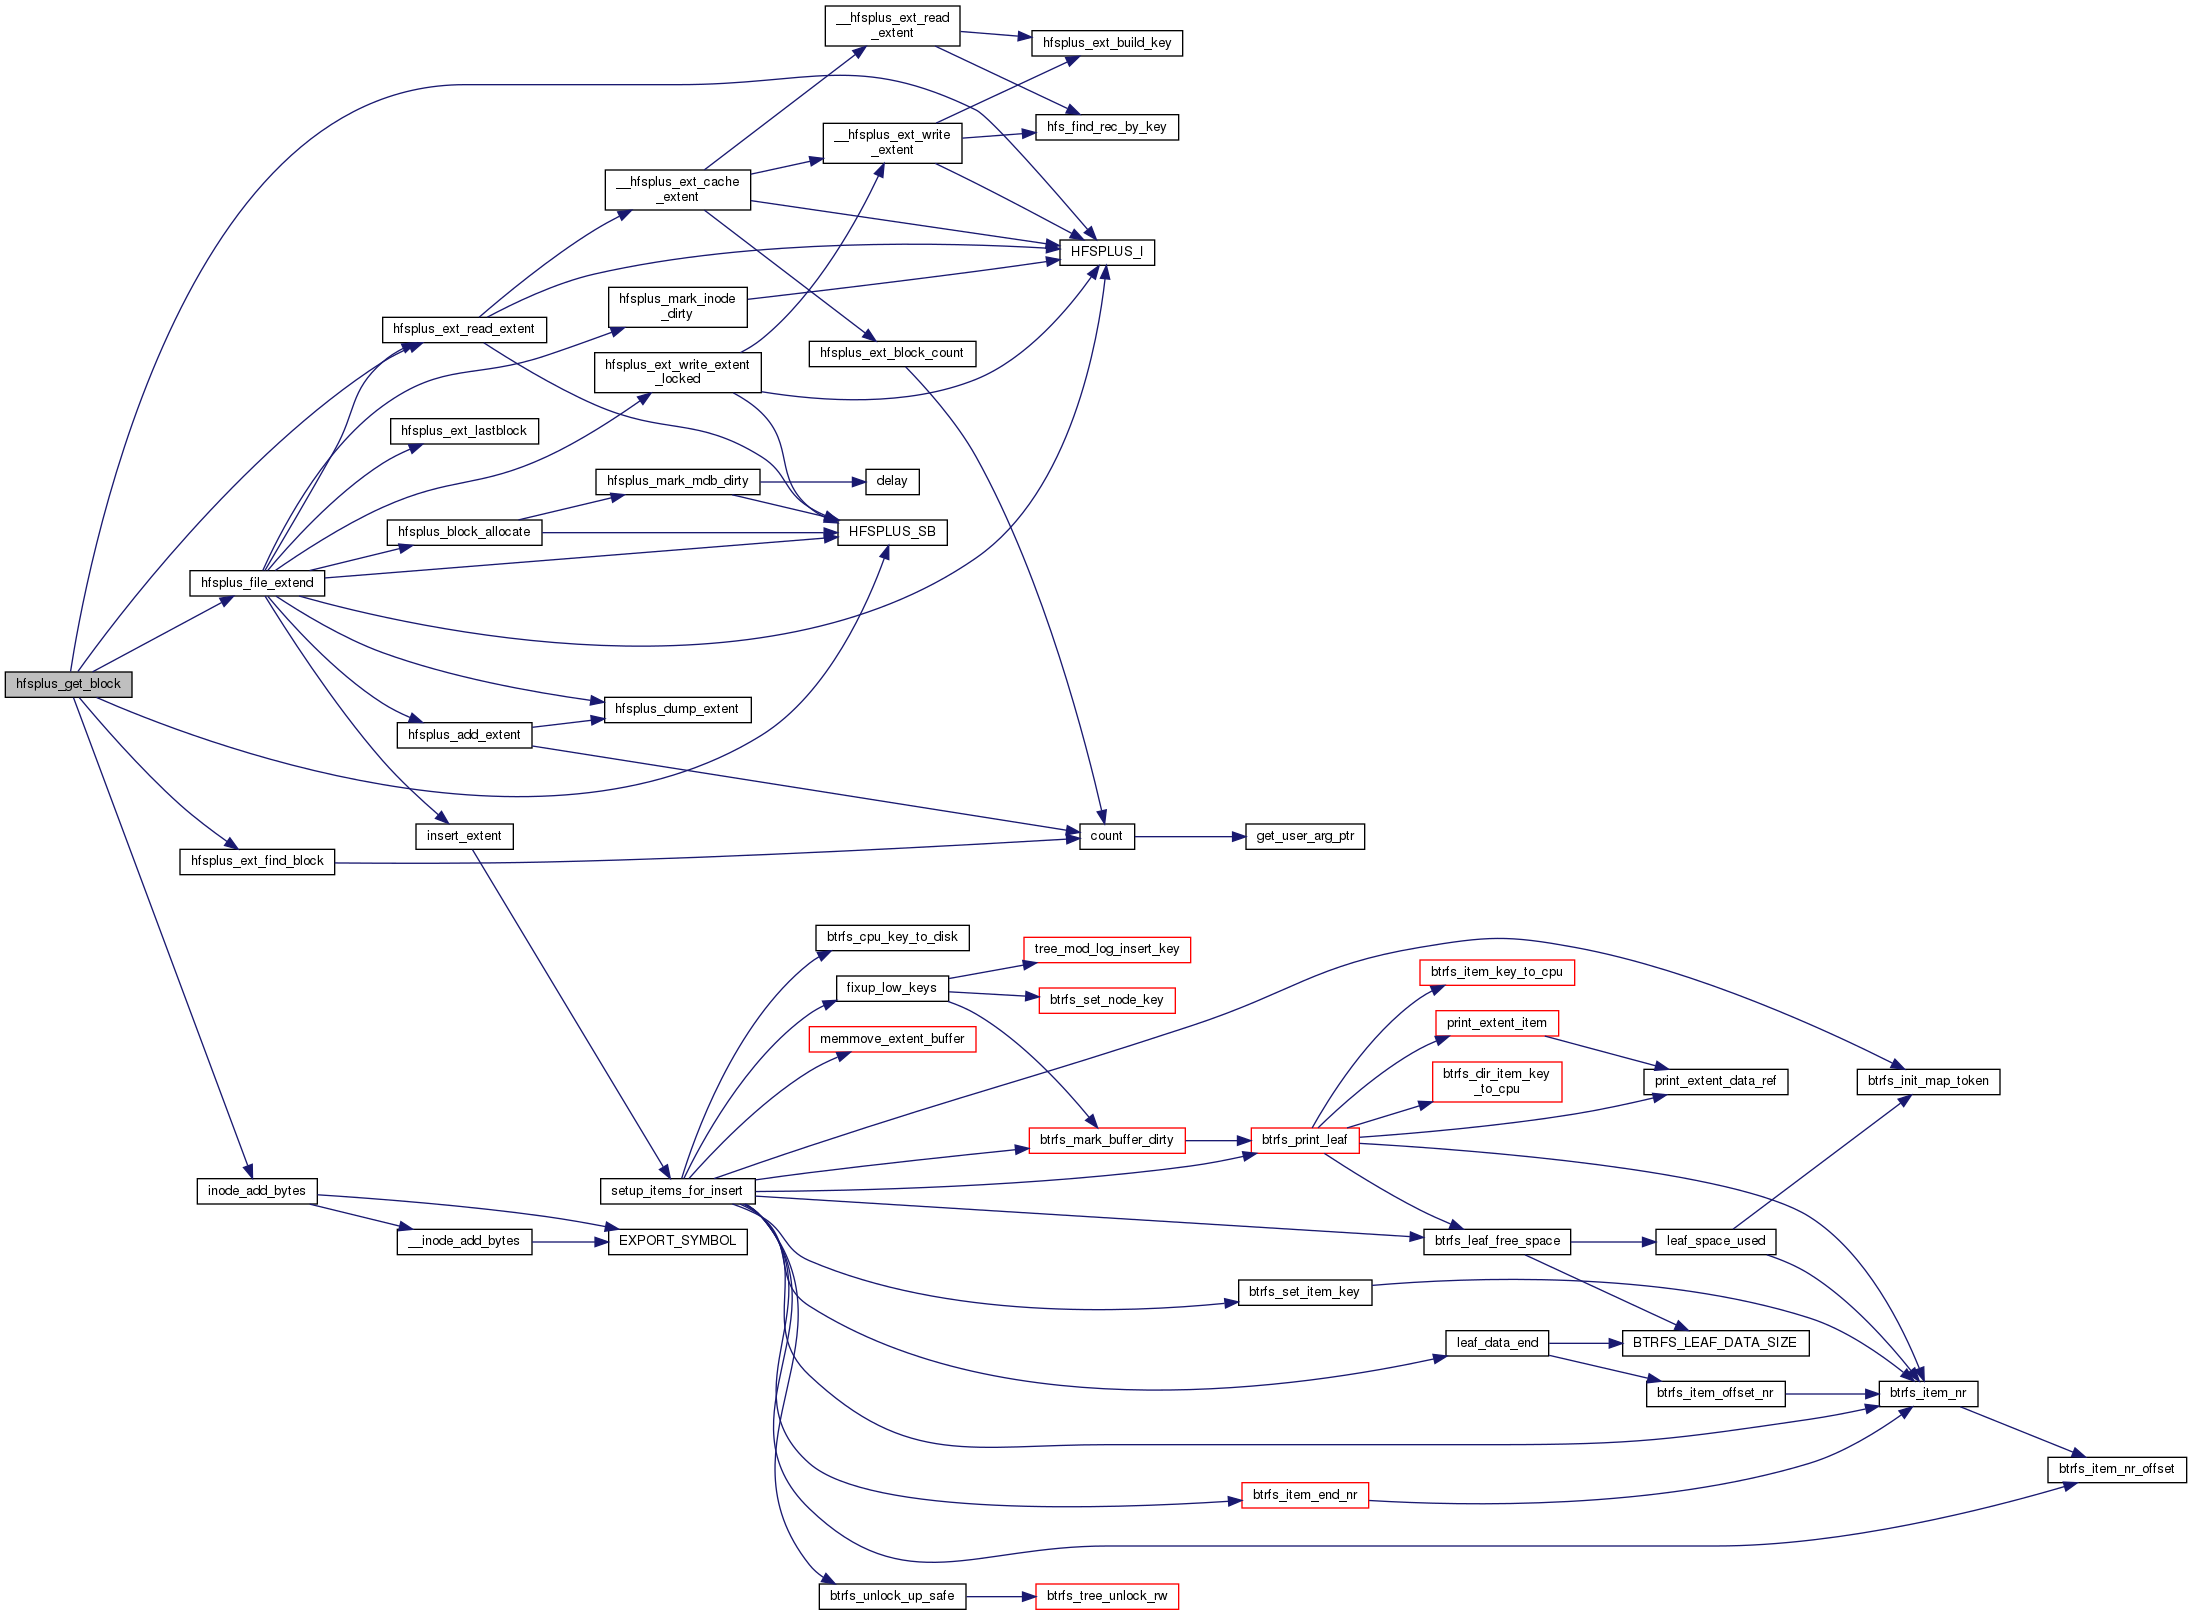 __hfsplus_ext_read
_extent
hfsplus_ext_build_key
hfs_find_rec_by_key
__hfsplus_ext_write
_extent
__hfsplus_ext_cache
_extent
HFSPLUS_I
hfsplus_mark_inode
_dirty
hfsplus_ext_read_extent
hfsplus_ext_block_count
hfsplus_ext_write_extent
_locked
hfsplus_ext_lastblock
hfsplus_mark_mdb_dirty
delay
hfsplus_block_allocate
HFSPLUS_SB
hfsplus_file_extend
hfsplus_get_block
hfsplus_dump_extent
hfsplus_add_extent
insert_extent
count
get_user_arg_ptr
hfsplus_ext_find_block
btrfs_cpu_key_to_disk
tree_mod_log_insert_key
btrfs_item_key_to_cpu
fixup_low_keys
btrfs_set_node_key
print_extent_item
memmove_extent_buffer
btrfs_dir_item_key
_to_cpu
print_extent_data_ref
btrfs_init_map_token
btrfs_mark_buffer_dirty
btrfs_print_leaf
inode_add_bytes
setup_items_for_insert
__inode_add_bytes
EXPORT_SYMBOL
btrfs_leaf_free_space
leaf_space_used
btrfs_set_item_key
leaf_data_end
BTRFS_LEAF_DATA_SIZE
btrfs_item_offset_nr
btrfs_item_nr
btrfs_item_nr_offset
btrfs_item_end_nr
btrfs_unlock_up_safe
btrfs_tree_unlock_rw